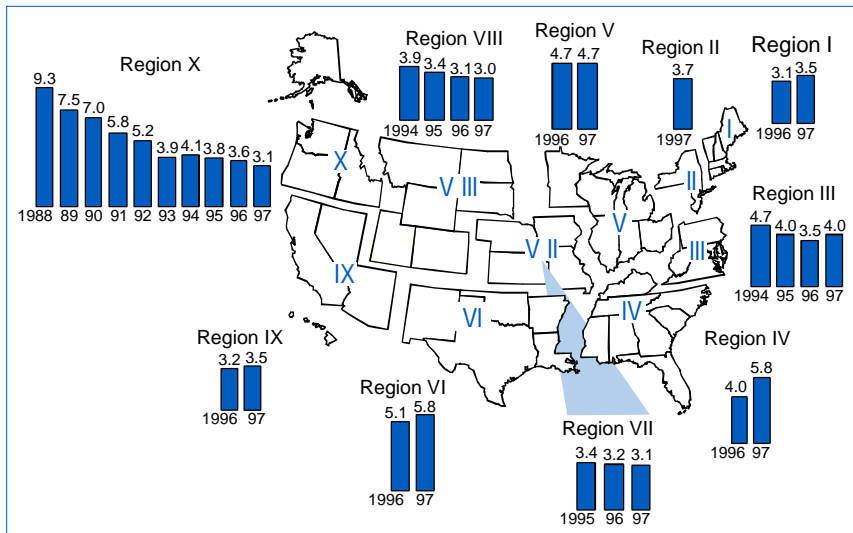 Region X
9.3
7.5
7.0
5.8
5.2
3.9
4.1
3.8
3.6
3.1
1988 89 90 91 92 93 94 95 96 97
Region VIII
3.9 3.4 3.1 3.0
1994 95 96 97
Region V
4.7 4.7
1996 97
Region II
3.7
1997
Region I
3.1 3.5
1996 97
I
X
V III
II
V
Region III
4.7 4.0 3.5 4.0
1994 95 96 97
V II
III
IX
VI
IV
Region IX
3.2 3.5
1996 97
Region IV
4.0 5.8
1996 97
Region VI
5.1 5.8
1996 97
Region VII
3.4 3.2 3.1
1995 96 97